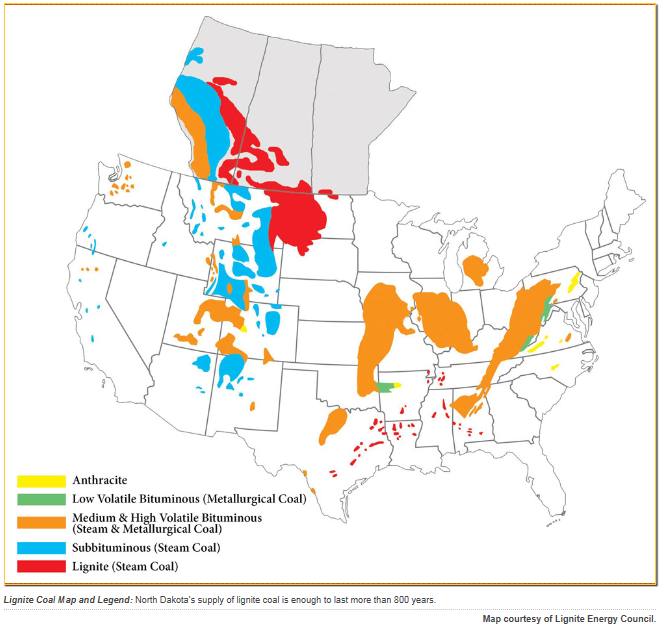 Anthracite
Low Volatile Bituminous (Metallurgical Coal)
Medium & High Volatile Bituminous
(Steam & Metallurgical Coal)
Subbituminous (Steam Coal)
Lignite (Steam Coal)
Lignite Coal Map and Legend: North Dakota's supply of lignite coal is enough to last more than 800 years.
Map courtesy of Lignite Energy Council.